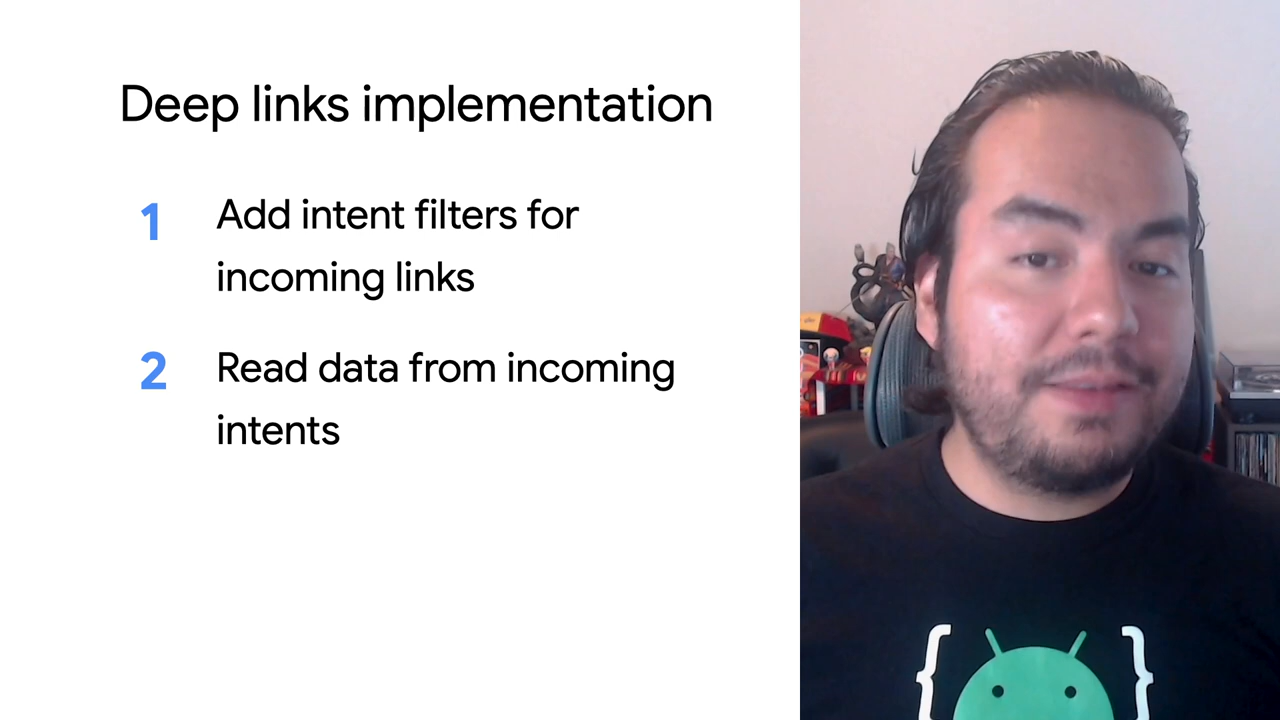 Deep links implementation
1 Add intent filters for
incoming links
2 Read data from incoming
intents
{ }